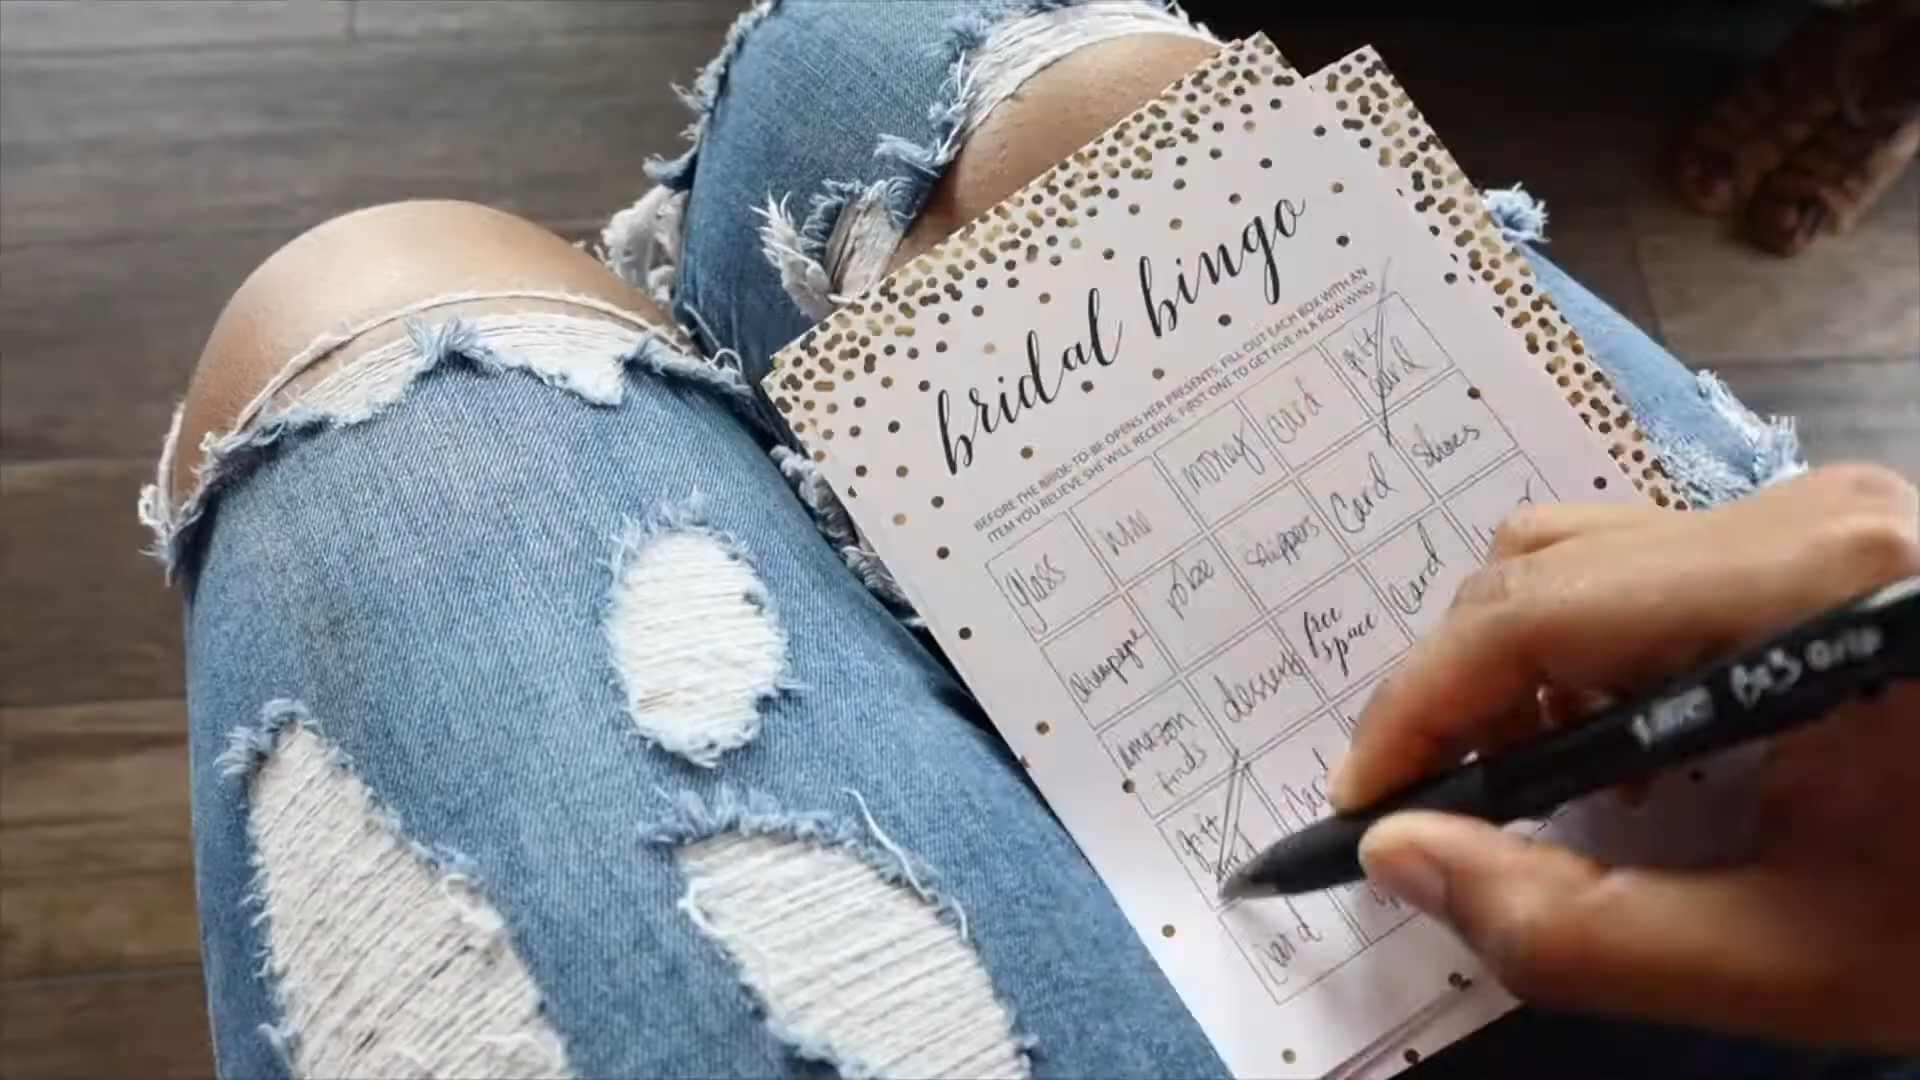 bridal bingo
BEFORE THE BRIDE-TO-BE OPENS HER PRESENTS, FILL OUT EACH BOX WITH AN
ITEM YOU BELIEVE SHE WILL RECEIVE. FIRST ONE TO GET FIVE IN A ROW WINS!
glass
money
card
gift
card
champagne
slippers
Card
shoes
amazon
finds
dessert
free
space
Card
gift
card
Card
card
BIC Grip